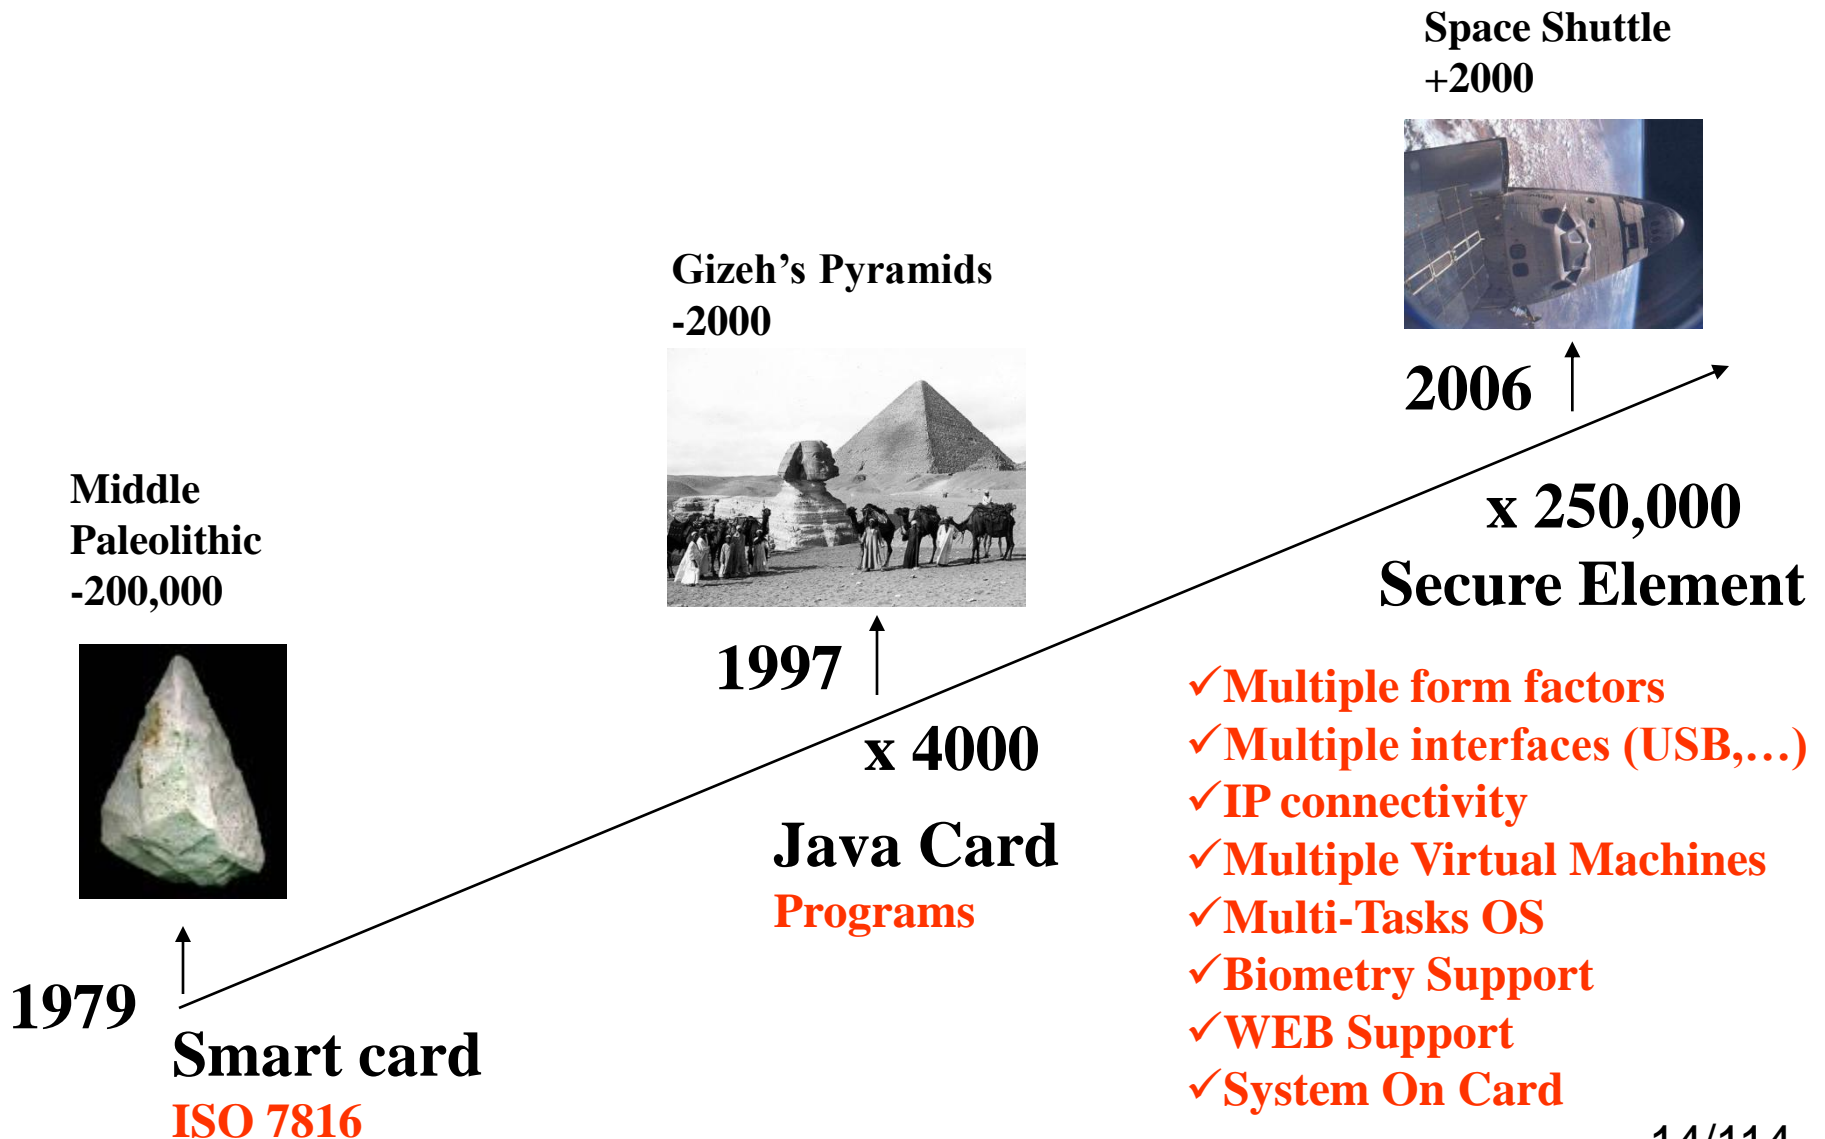 Space Shuttle
+2000
Gizeh’s Pyramids
-2000
2006
Middle
Paleolithic
-200,000
x 250,000
Secure Element
1997
x 4000
Java Card
Programs
✓Multiple form factors
✓Multiple interfaces (USB,…)
✓IP connectivity
✓Multiple Virtual Machines
✓Multi-Tasks OS
✓Biometry Support
✓WEB Support
✓System On Card
1979
Smart card
ISO 7816
14/114